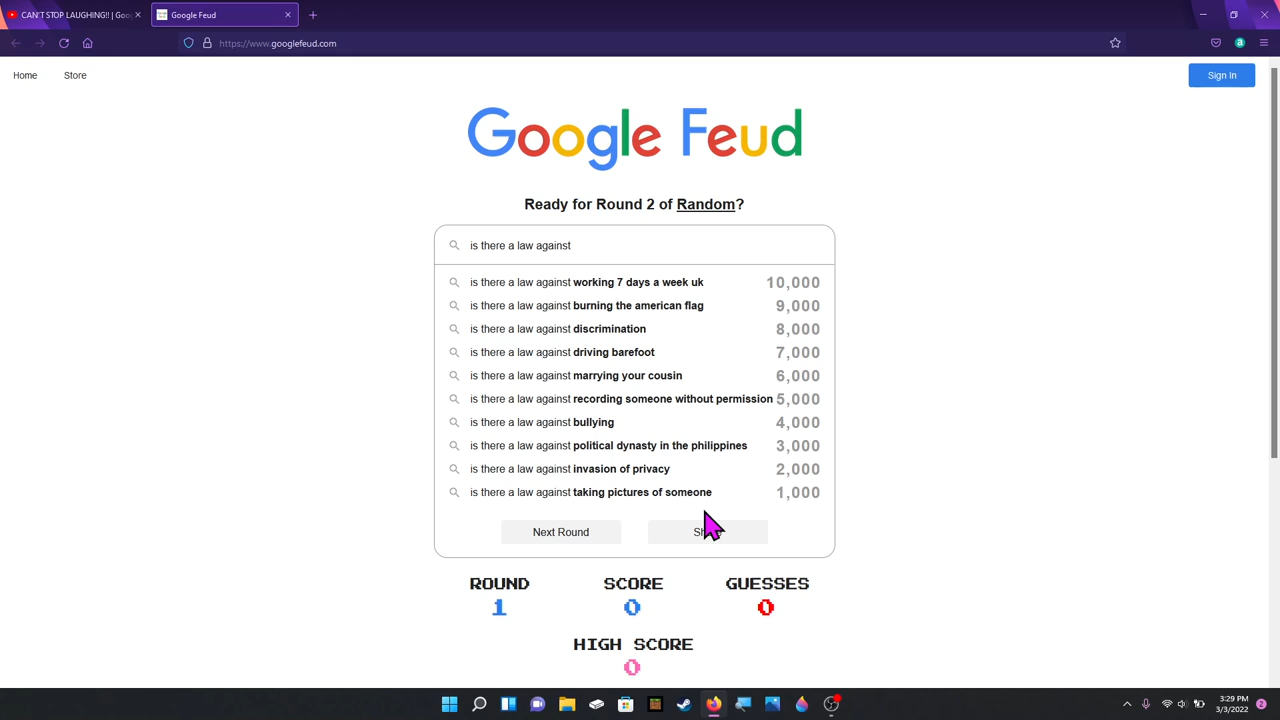 CAN'T STOP LAUGHING!! | Goo
Google Feud
https://www.googlefeud.com
Home
Store
Sign In
Google Feud
Ready for Round 2 of Random?
is there a law against
is there a law against working 7 days a week uk 10,000
is there a law against burning the american flag 9,000
is there a law against discrimination 8,000
is there a law against driving barefoot 7,000
is there a law against marrying your cousin 6,000
is there a law against recording someone without permission 5,000
is there a law against bullying 4,000
is there a law against political dynasty in the philippines 3,000
is there a law against invasion of privacy 2,000
is there a law against taking pictures of someone 1,000
Next Round
ROUND SCORE GUESSES
1 0 0
HIGH SCORE
0
3:29 PM
3/3/2022
2